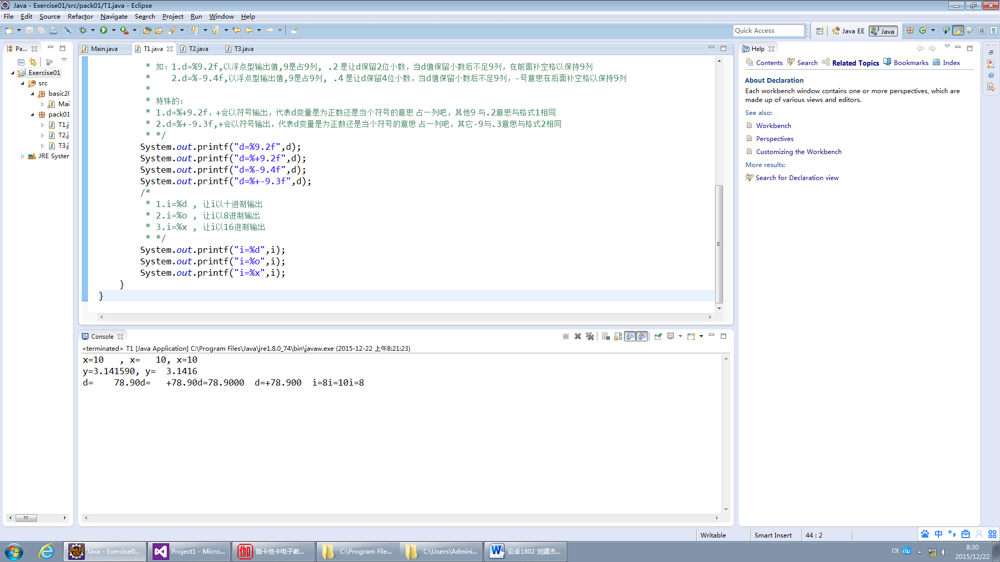 Java - Exercise01/src/pack01/T1.java - Eclipse
File Edit Source Refactor Navigate Search Project Run Window Help
Quick Access
Java EE
Java
Pa...
Exercise01
src
basic20
Mai
pack01
T1.j
T2.j
T3.j
JRE System
Main.java
T1.java
T2.java
T3.java
* 如：1.d=%9.2f,以浮点型输出值,9是占9列， .2 是让d保留2位小数，当d值保留小数后不足9列，在前面补空格以保持9列
* 2.d=%-9.4f,以浮点型输出值,9是占9列， .4 是让d保留4位小数，当d值保留小数后不足9列，-号意思在后面补空格以保持9列
*
* 特殊的：
* 1.d=%+9.2f，+会以符号输出，代表d变量是为正数还是当个符号的意思 占一列吧，其他9 与.2意思与格式1相同
* 2.d=%+-9.3f,+会以符号输出，代表d变量是为正数还是当个符号的意思 占一列吧，其它-9与.3意思与格式2相同
* */
System.out.printf("d=%9.2f",d);
System.out.printf("d=%+9.2f",d);
System.out.printf("d=%-9.4f",d);
System.out.printf("d=%+-9.3f",d);
/*
* 1.i=%d , 让i以十进制输出
* 2.i=%o , 让i以8进制输出
* 3.i=%x , 让i以16进制输出
* */
System.out.printf("i=%d",i);
System.out.printf("i=%o",i);
System.out.printf("i=%x",i);
}
}
Console
<terminated> T1 [Java Application] C:\Program Files\Java\jre1.8.0_74\bin\javaw.exe (2015-12-22 上午8:21:23)
x=10   , x=   10, x=10
y=3.141590, y=  3.1416
d=    78.90d=   +78.90d=78.9000  d=+78.900  i=8i=10i=8
Help
Contents Search Related Topics Bookmarks Index
About Declaration
Each workbench window contains one or more perspectives, which are
made up of various views and editors.
See also:
Workbench
Perspectives
Customizing the Workbench
More results:
Search for Declaration view
Writable
Smart Insert
44 : 2
中
Java - Exercise0...
Project1 - Micro...
伽卡他卡电子教...
C:\Program File...
C:\Users\Admini...
安卓1802 刘建杰...
CH
du
8:30
2015/12/22